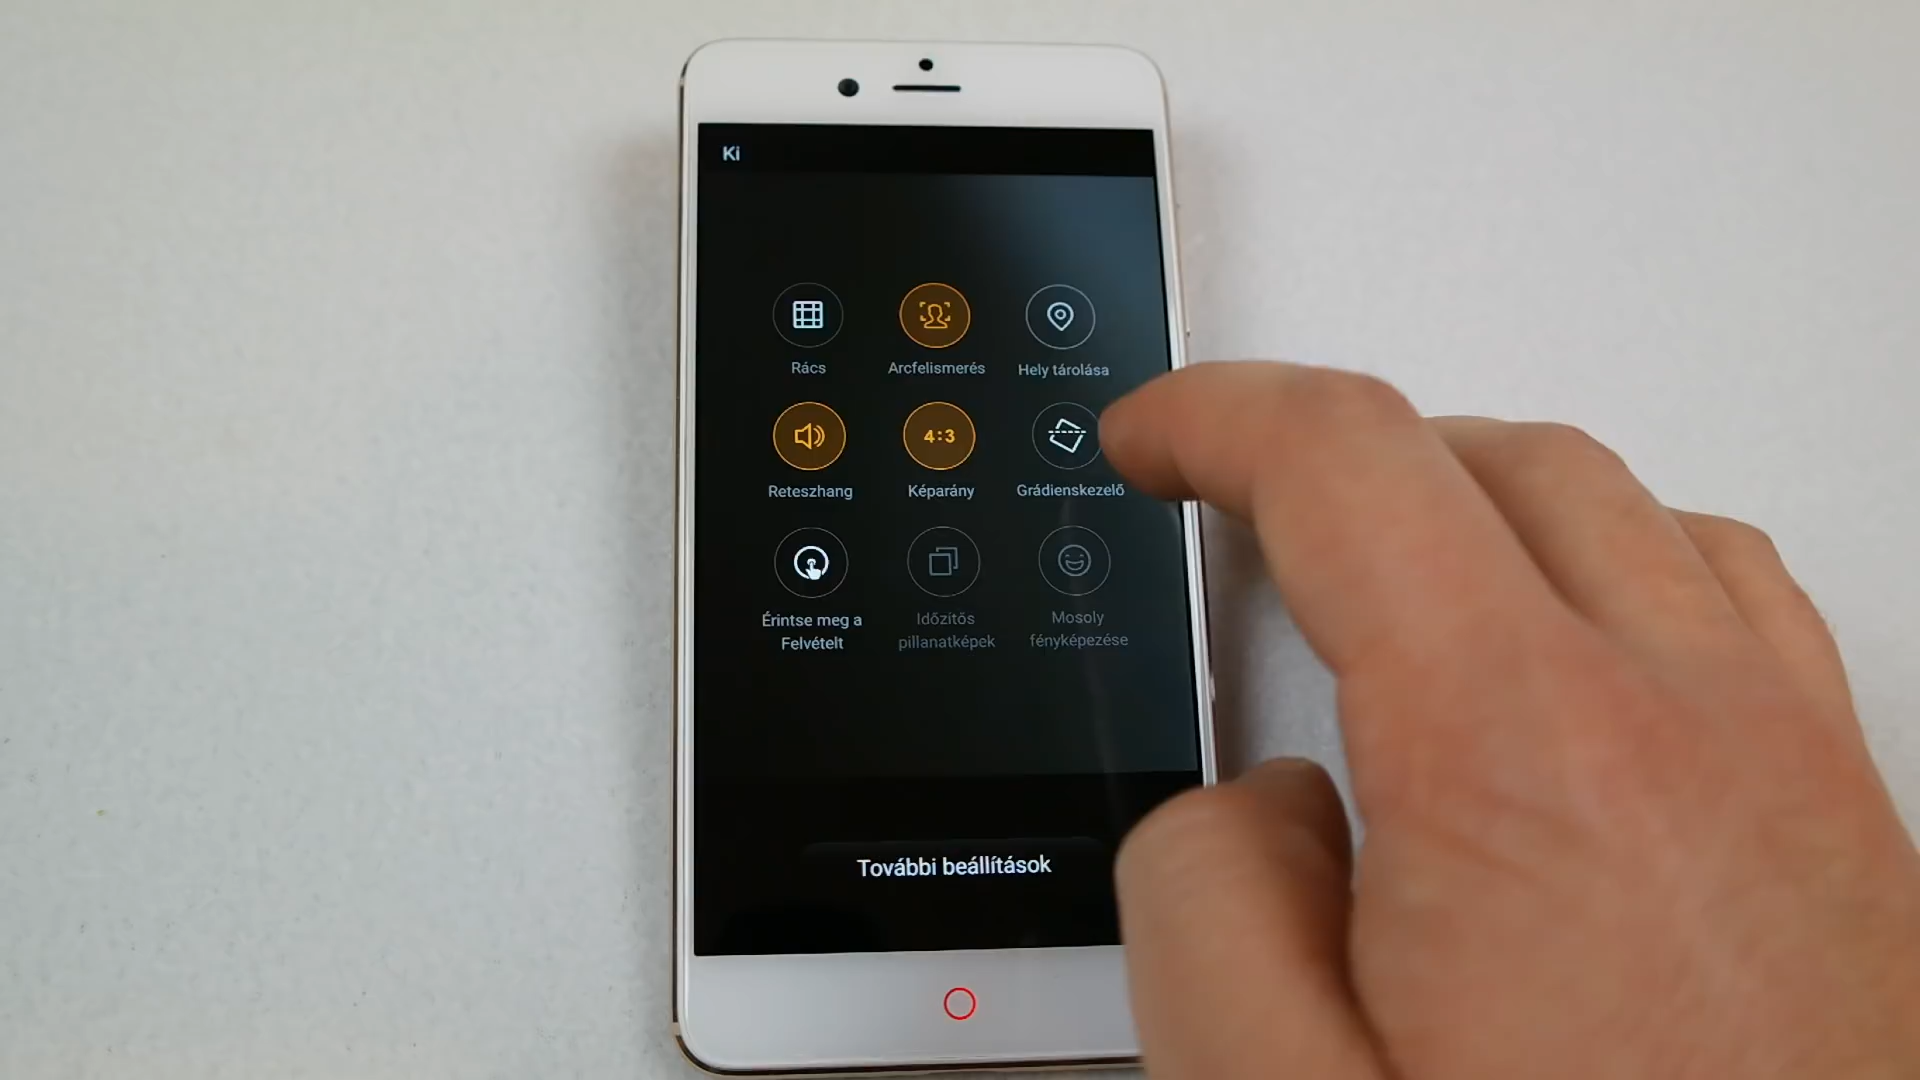 Ki
Rács
Arcfelismerés
Hely tárolása
4:3
Reteszhang
Képarány
Grádienskezelő
Érintse meg a
Felvételt
Időzítős
pillanatképek
Mosoly
fényképezése
További beállítások